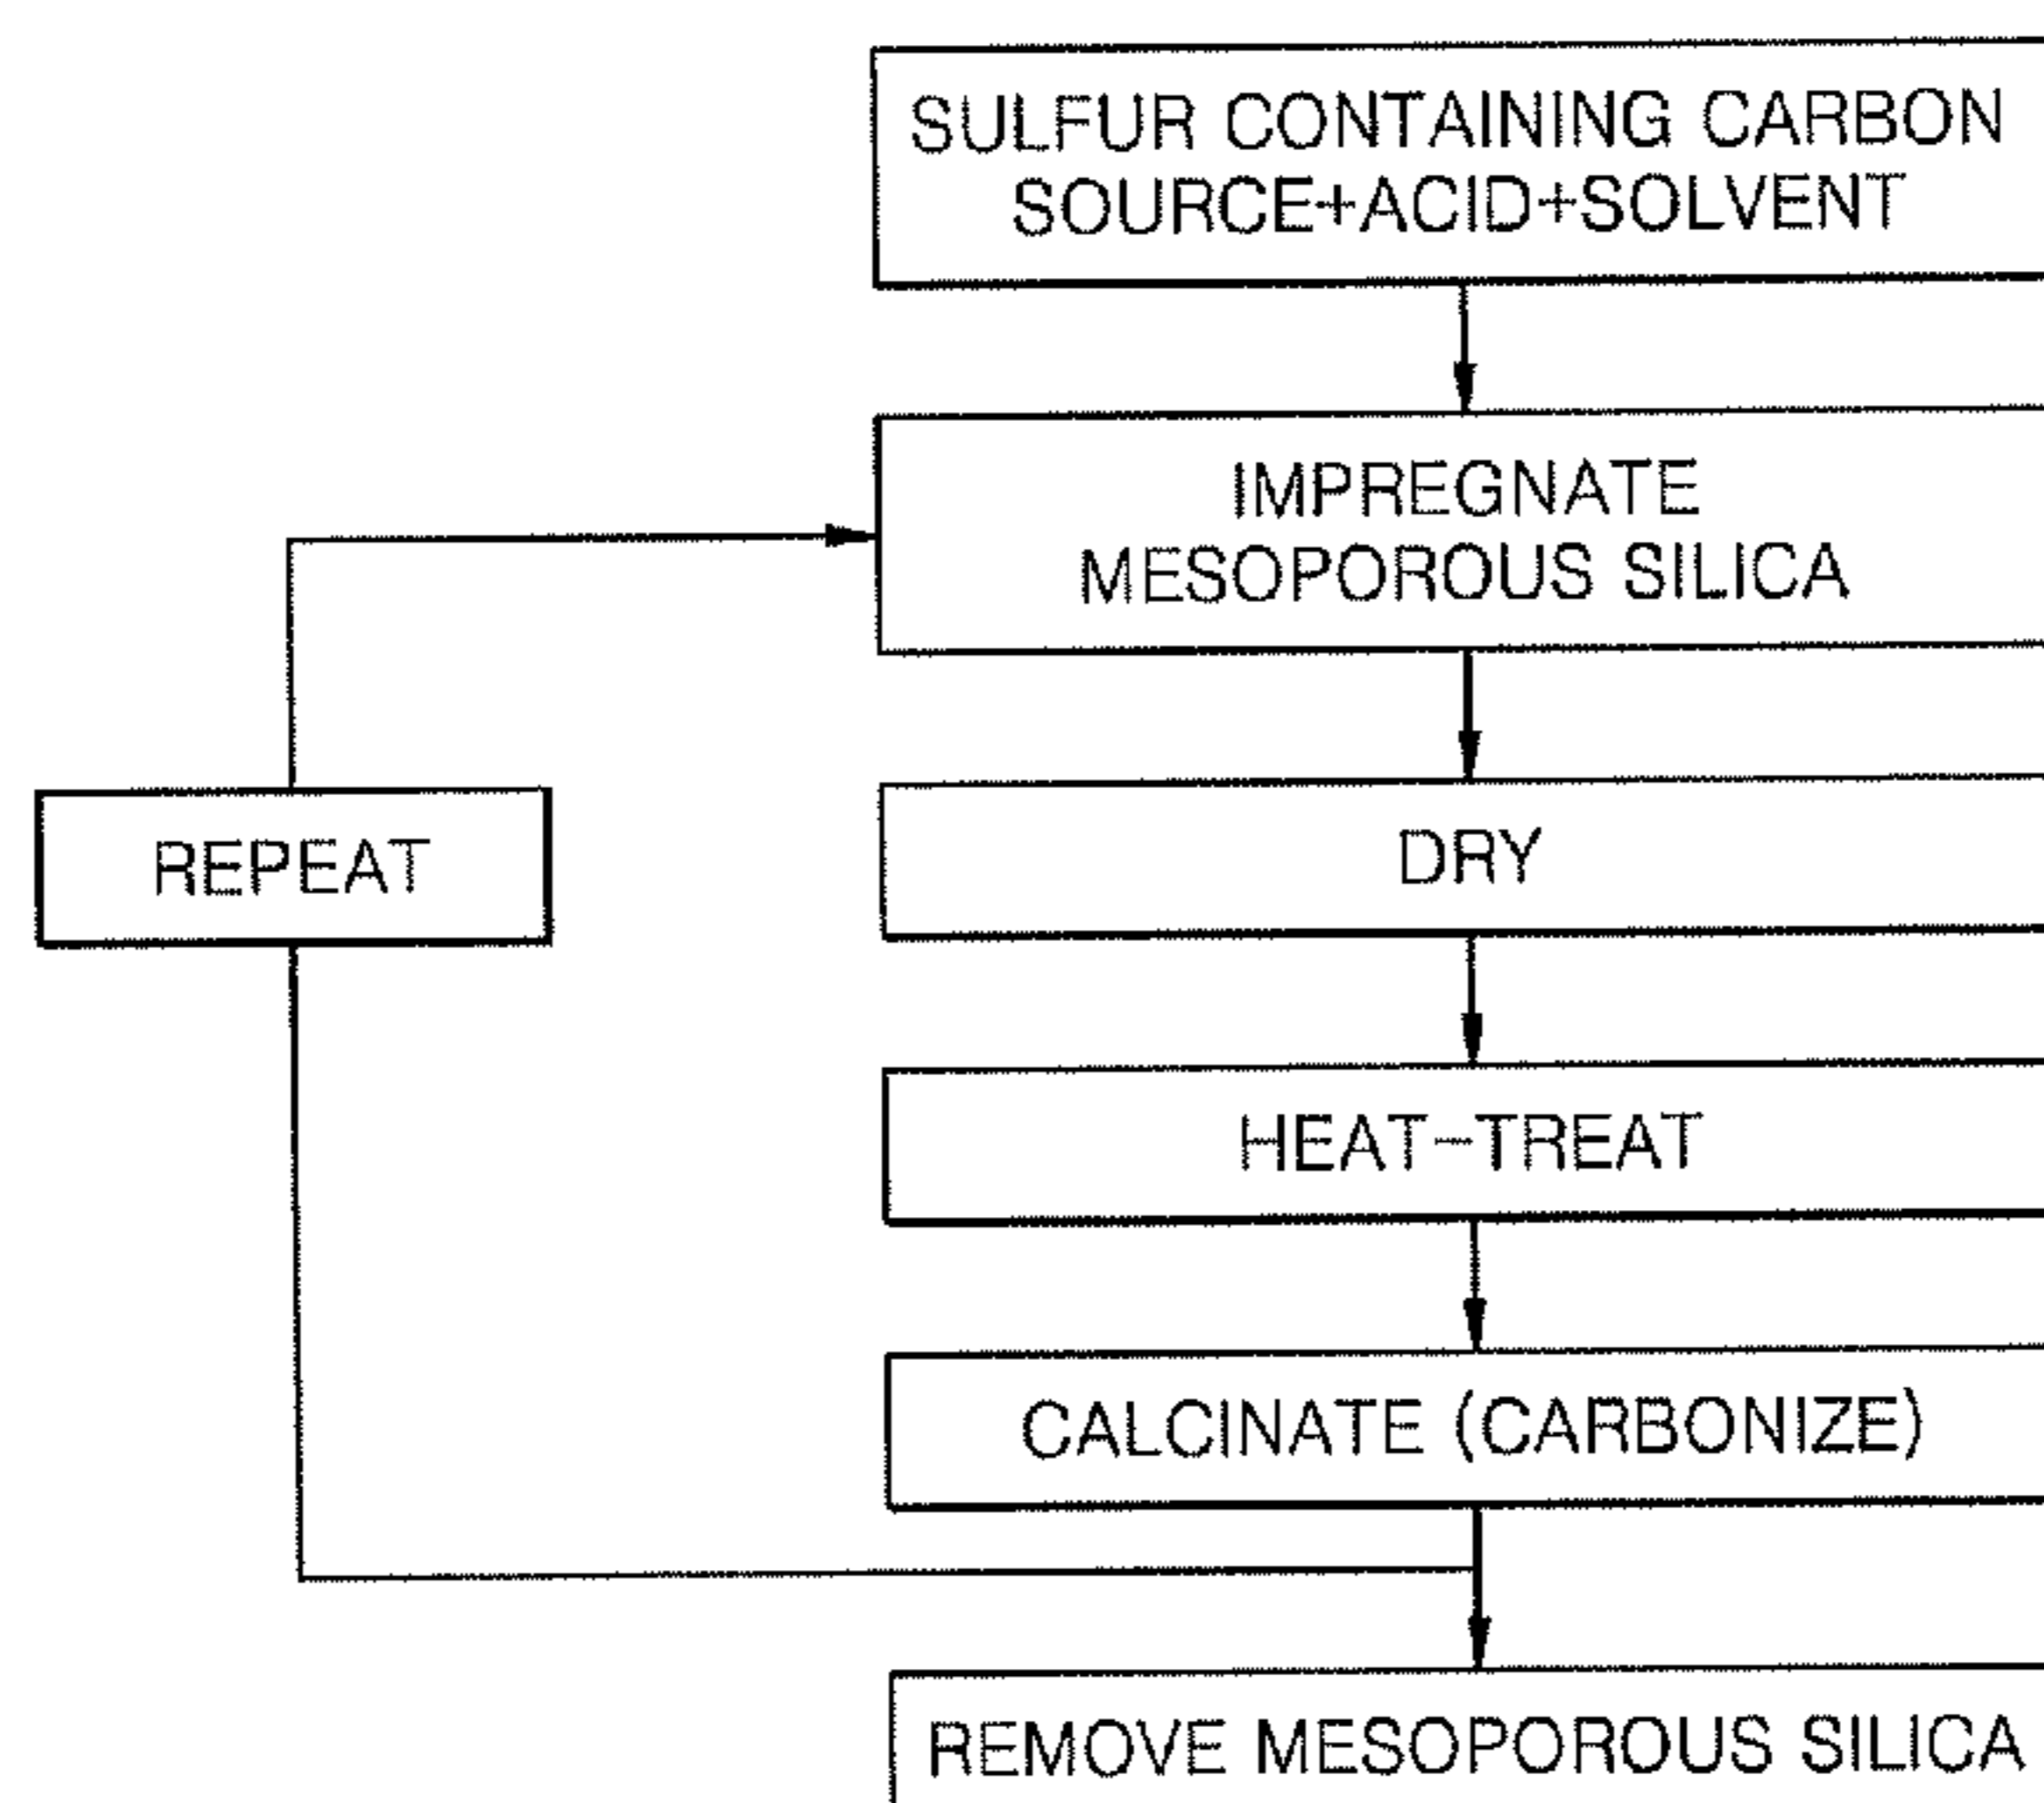 SULFUR CONTAINING CARBON
SOURCE+ACID+SOLVENT
IMPREGNATE
MESOPOROUS SILICA
REPEAT
DRY
HEAT-TREAT
CALCINATE (CARBONIZE)
REMOVE MESOPOROUS SILICA